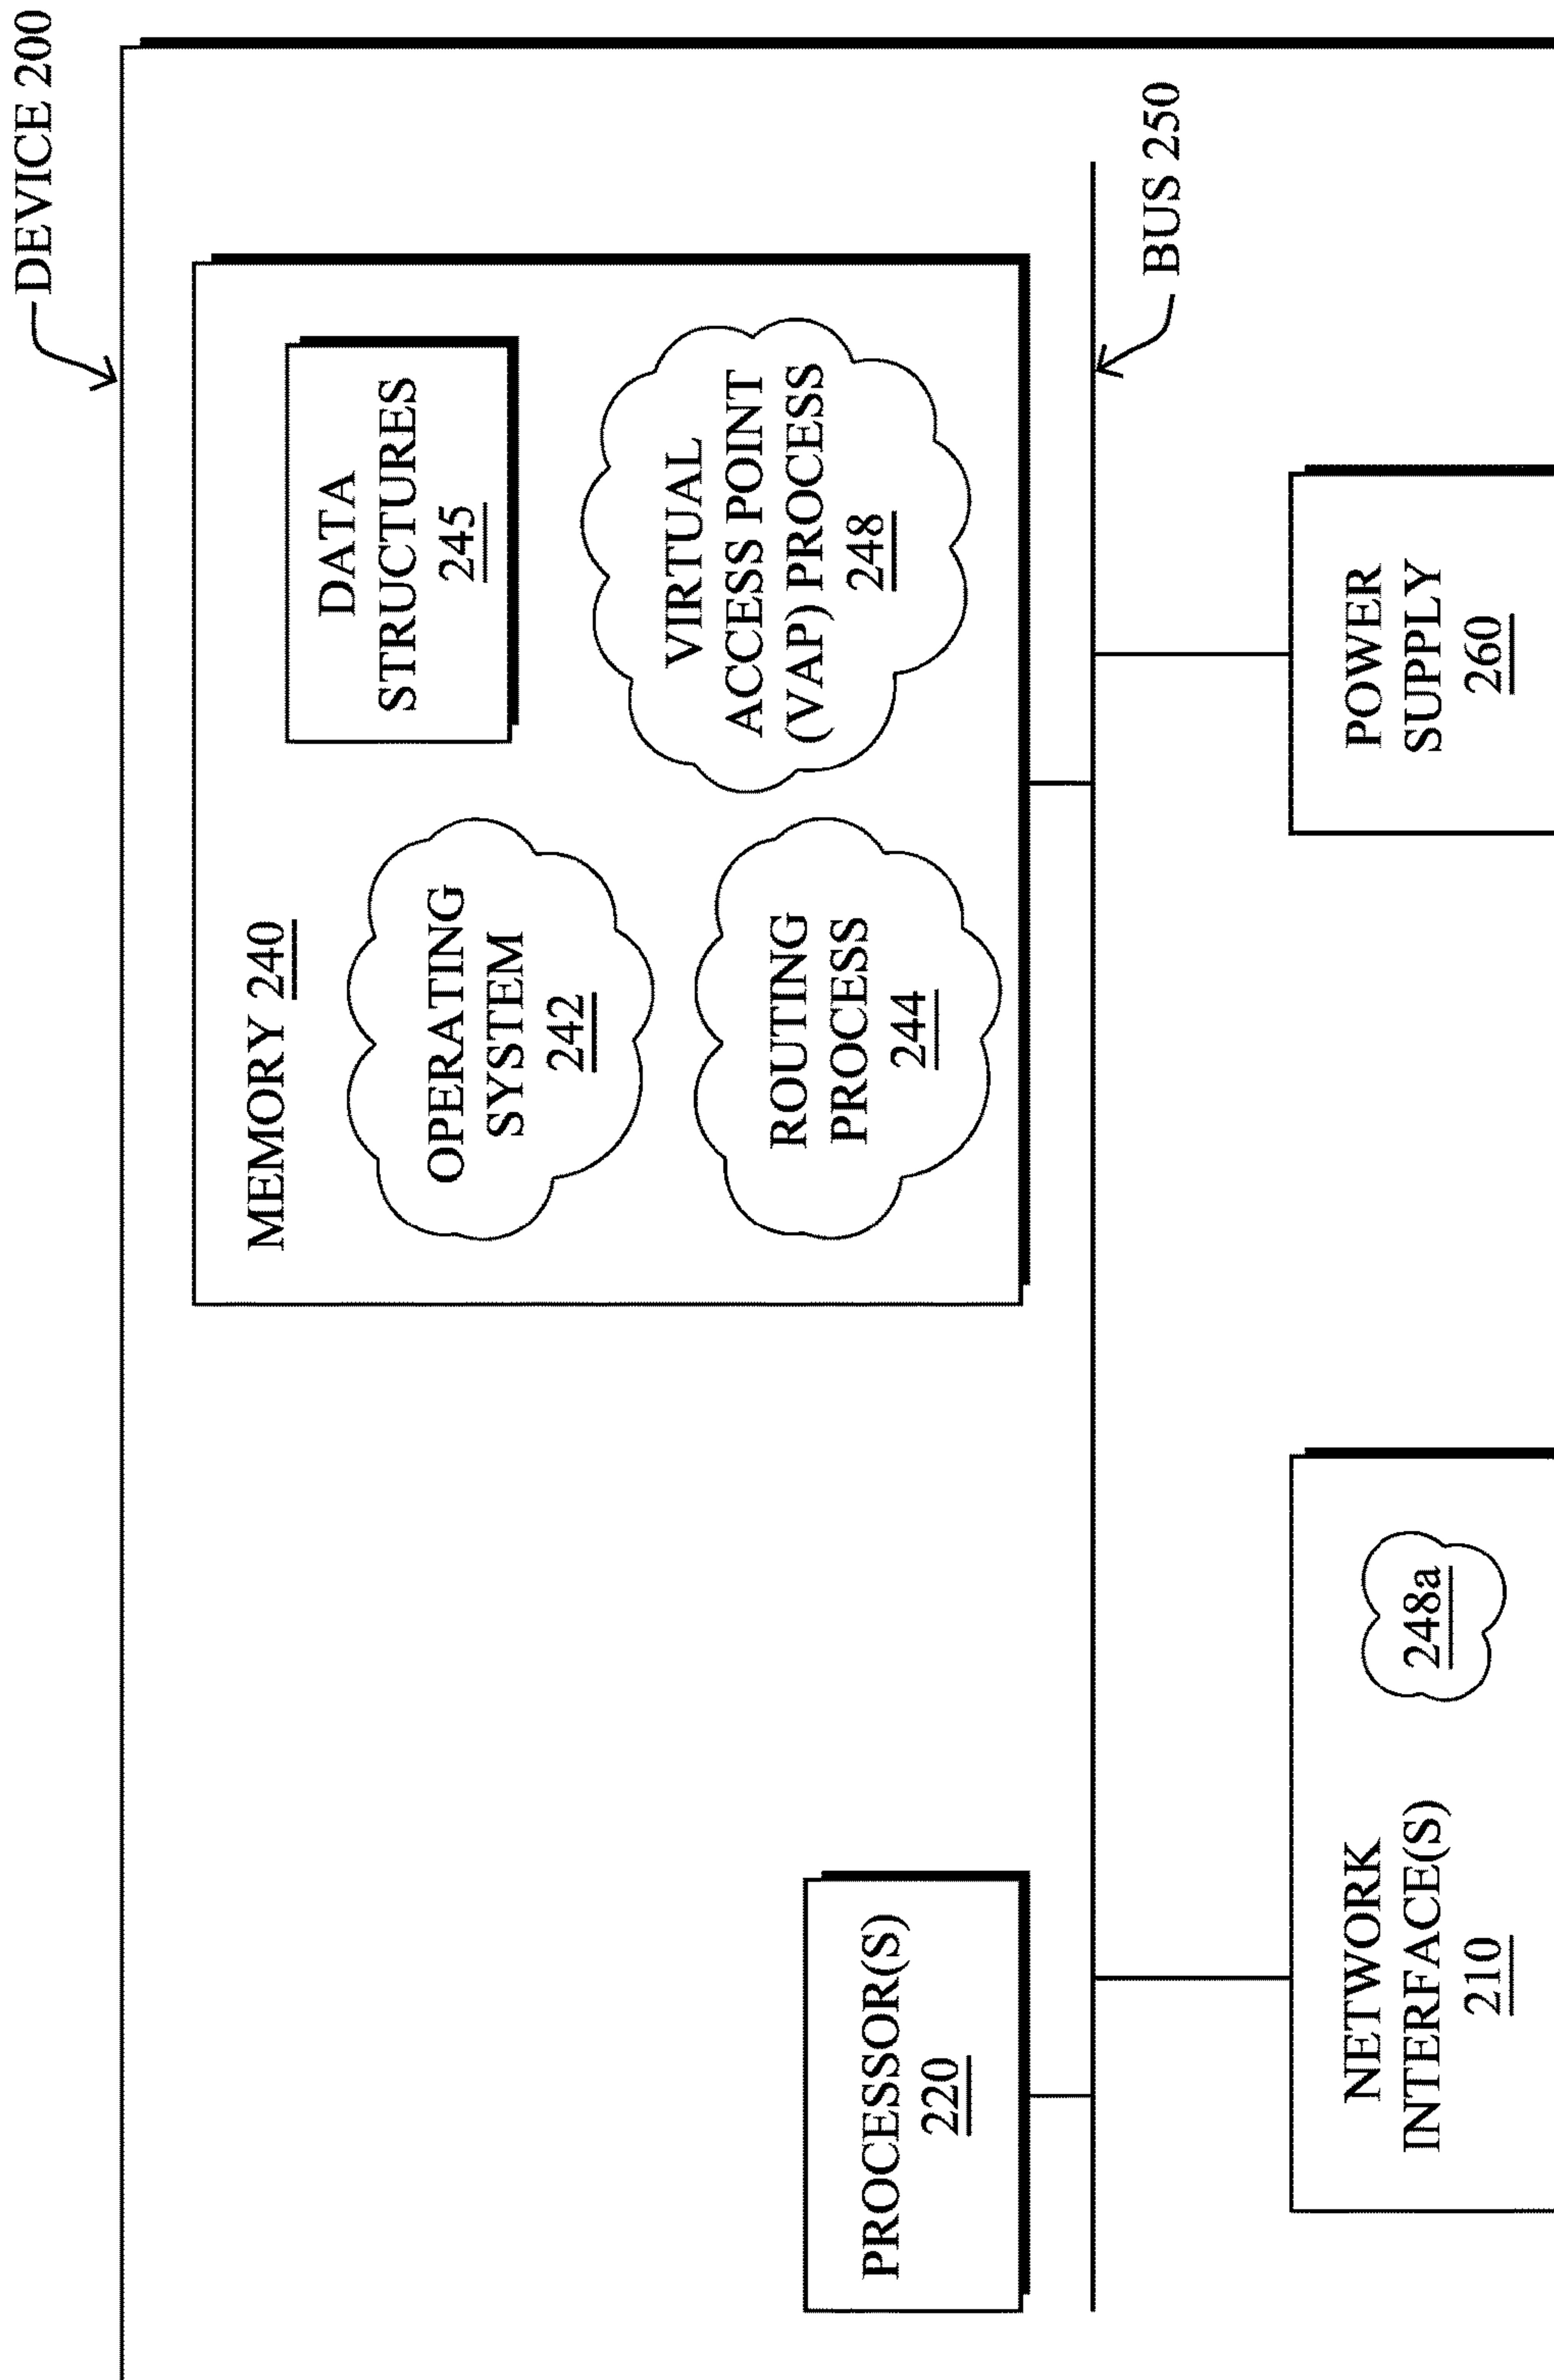 DEVICE 200
MEMORY 240
OPERATING
SYSTEM
242
DATA
STRUCTURES
245
ROUTING
PROCESS
244
VIRTUAL
ACCESS POINT
(VAP) PROCESS
248
PROCESSOR(S)
220
BUS 250
NETWORK
INTERFACE(S)
210
248a
POWER
SUPPLY
260